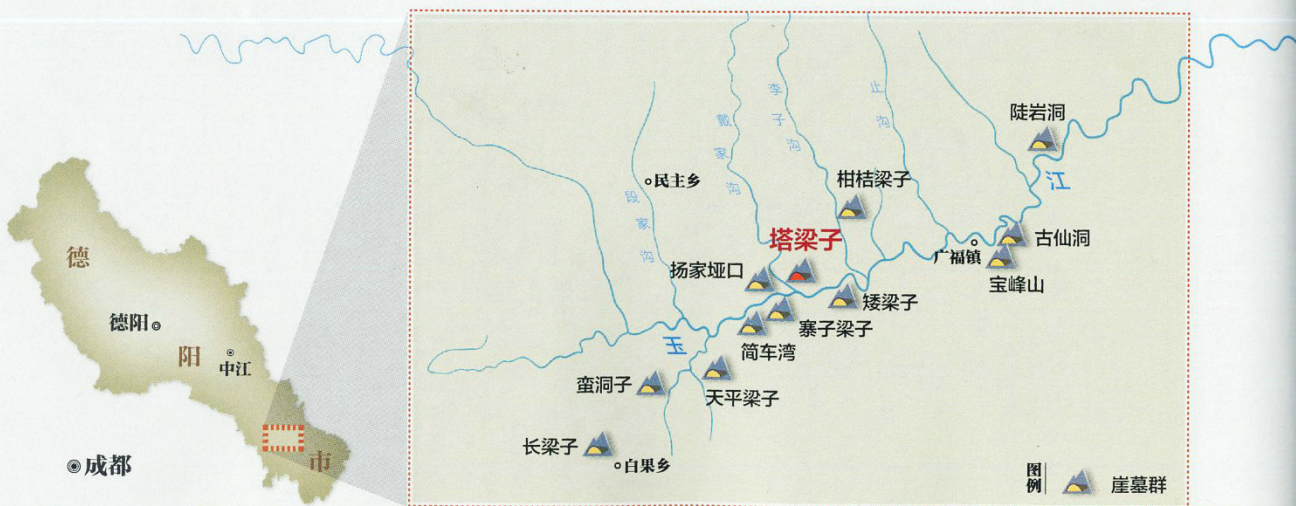 德
阳
市
德阳
中江
成都
段家沟
民主乡
戴家沟
李子沟
止沟
陡岩洞
江
柑桔梁子
塔梁子
扬家垭口
广福镇
古仙洞
宝峰山
矮梁子
寨子梁子
简车湾
玉
蛮洞子
天平梁子
长梁子
白果乡
图例
崖墓群